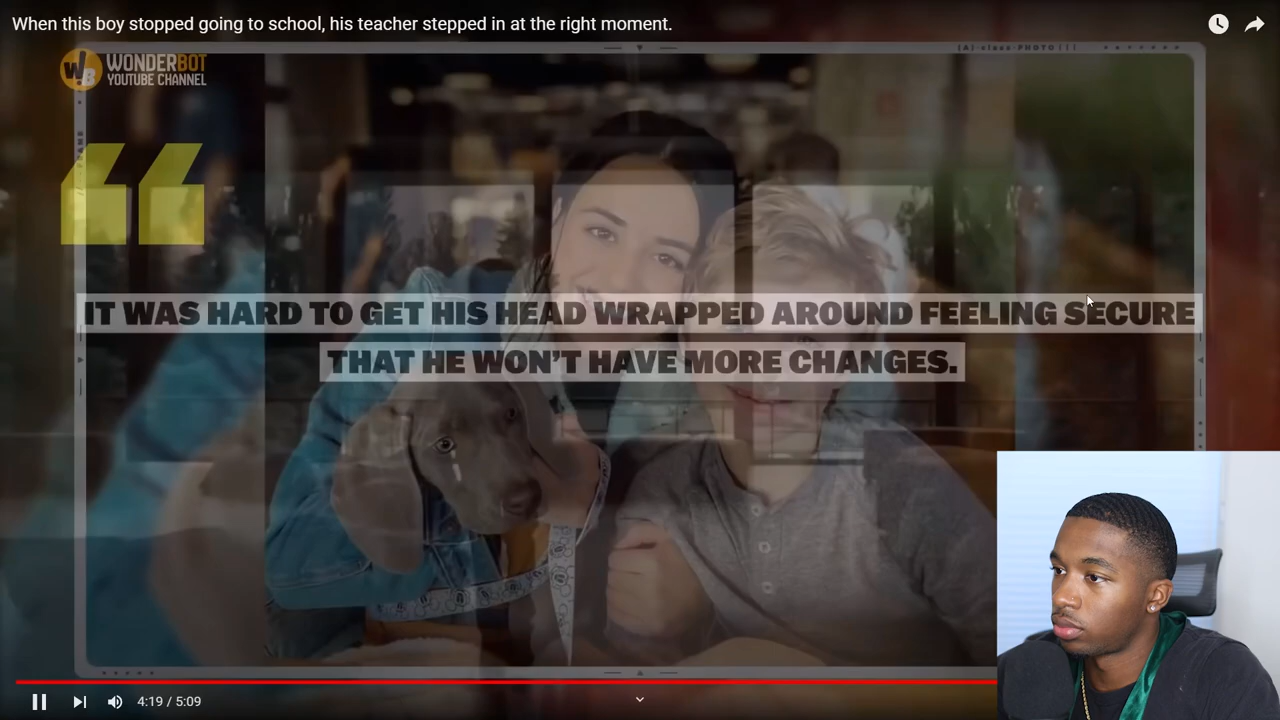 When this boy stopped going to school, his teacher stepped in at the right moment.
WONDERBOT
YOUTUBE CHANNEL
IT WAS HARD TO GET HIS HEAD WRAPPED AROUND FEELING SECURE
THAT HE WON'T HAVE MORE CHANGES.
4:19 / 5:09